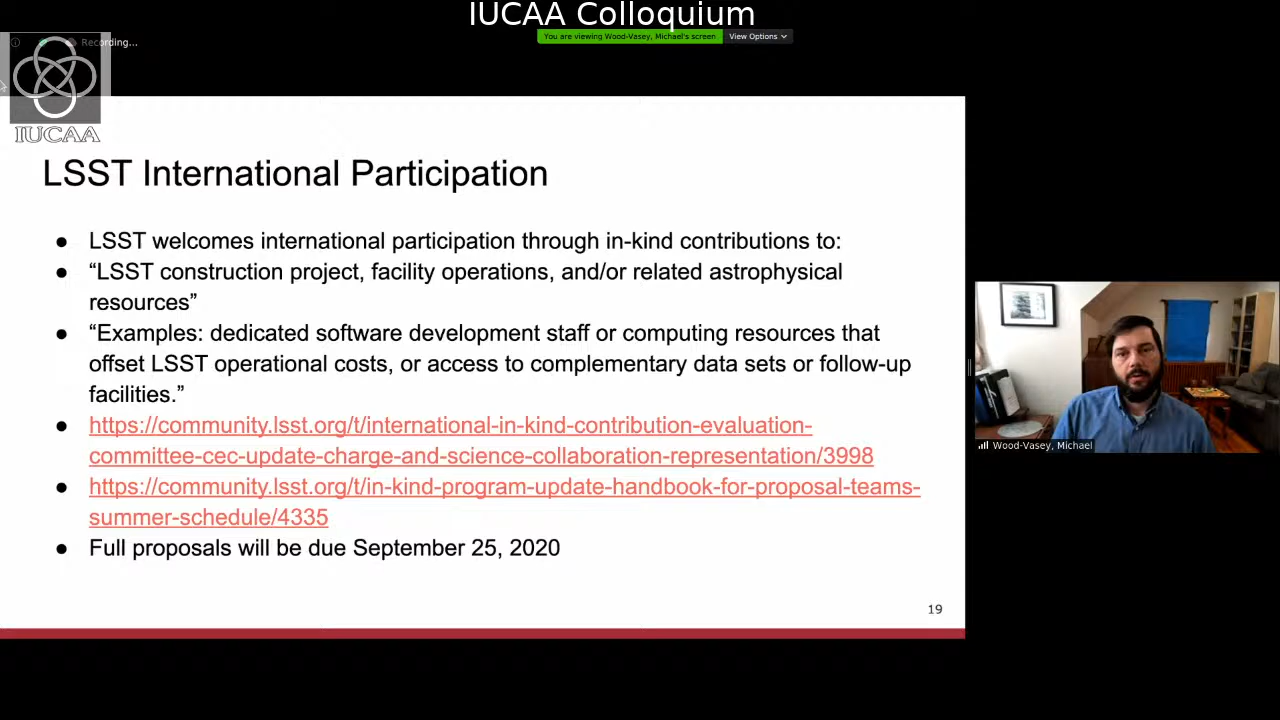 IUCAA Colloquium
Recording...
You are viewing Wood-Vasey, Michael's screen
View Options
IUCAA
LSST International Participation
● LSST welcomes international participation through in-kind contributions to:
● “LSST construction project, facility operations, and/or related astrophysical
resources”
● “Examples: dedicated software development staff or computing resources that
offset LSST operational costs, or access to complementary data sets or follow-up
facilities.”
● https://community.lsst.org/t/international-in-kind-contribution-evaluation-
committee-cec-update-charge-and-science-collaboration-representation/3998
● https://community.lsst.org/t/in-kind-program-update-handbook-for-proposal-teams-
summer-schedule/4335
● Full proposals will be due September 25, 2020
19
Wood-Vasey, Michael